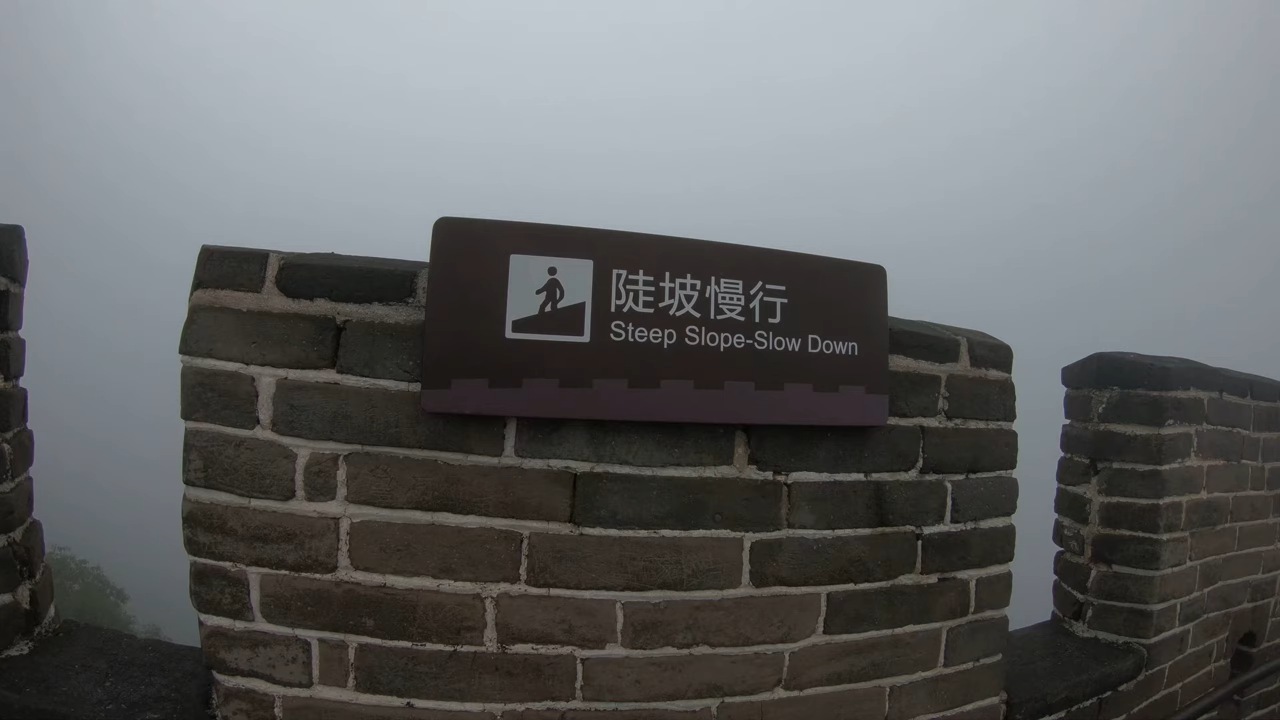 陡坡慢行
Steep Slope-Slow Down